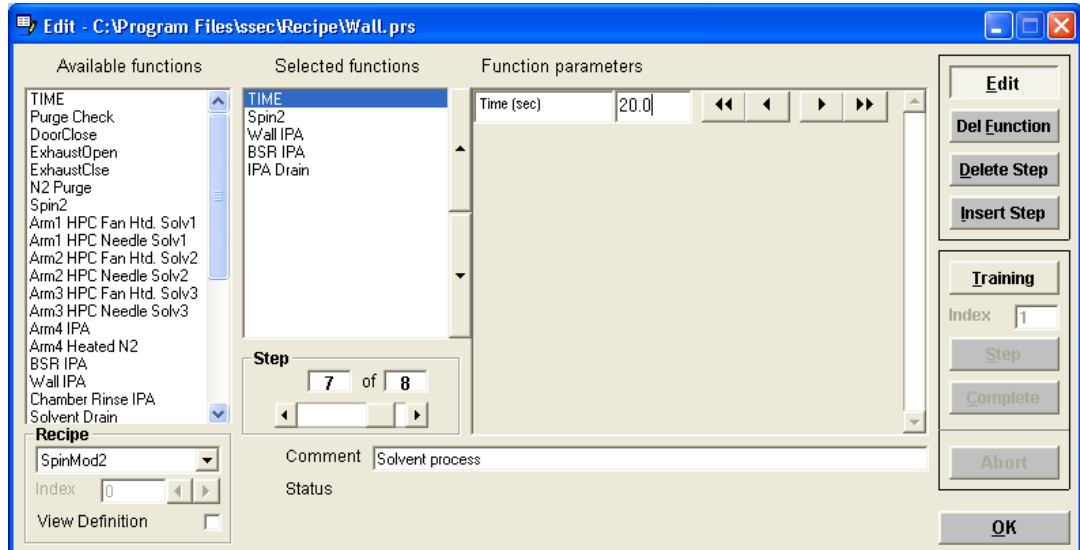 Edit - C:\Program Files\ssec\Recipe\Wall.prs
Available functions
TIME
Purge Check
DoorClose
ExhaustOpen
ExhaustClse
N2 Purge
Spin2
Arm1 HPC Fan Htd. Solv1
Arm1 HPC Needle Solv1
Arm2 HPC Fan Htd. Solv2
Arm2 HPC Needle Solv2
Arm3 HPC Fan Htd. Solv3
Arm3 HPC Needle Solv3
Arm4 IPA
Arm4 Heated N2
BSR IPA
Wall IPA
Chamber Rinse IPA
Solvent Drain
Recipe
SpinMod2
Index 0
View Definition
Selected functions
TIME
Spin2
Wall IPA
BSR IPA
IPA Drain
Step
7 of 8
Function parameters
Time (sec) 20.0
Comment Solvent process
Status
Edit
Del Function
Delete Step
Insert Step
Training
Index 1
Step
Complete
Abort
OK